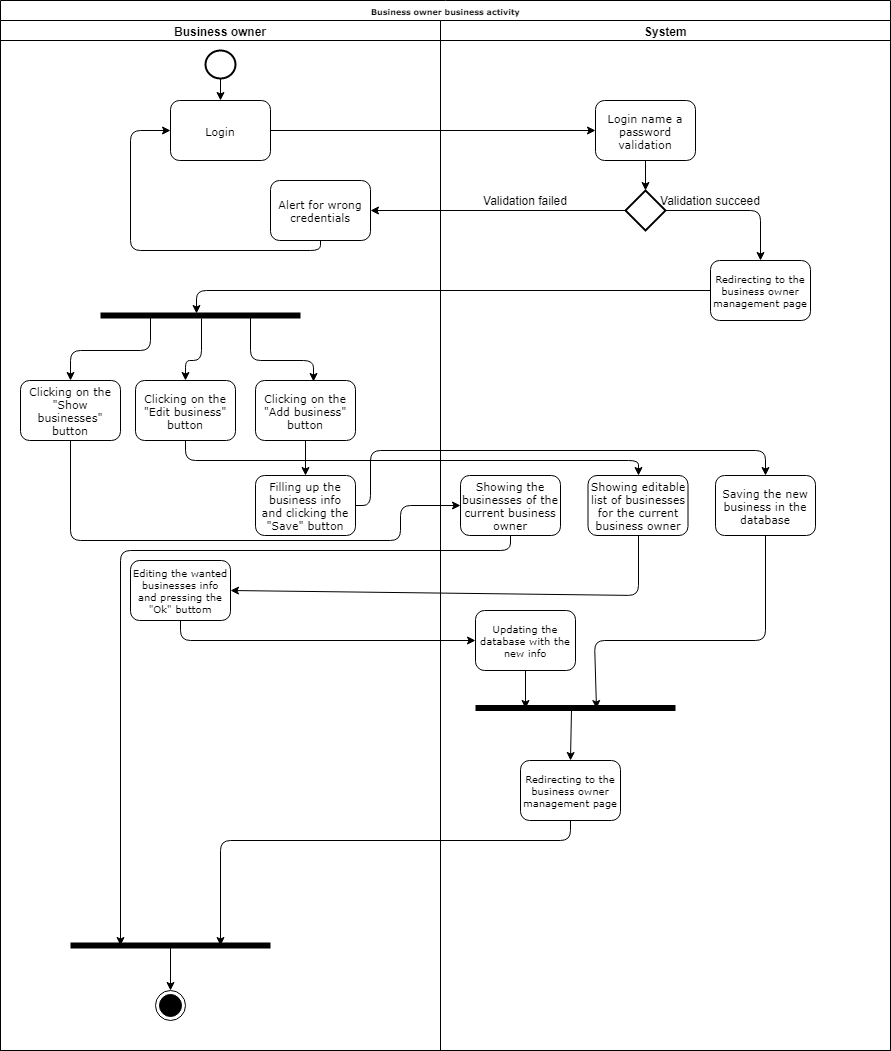 Business owner business activity
Business owner
System
Login
Login name a
password
validation
Alert for wrong
credentials
Validation failed
Validation succeed
Redirecting to the
business owner
management page
Clicking on the
"Show
businesses"
button
Clicking on the
"Edit business"
button
Clicking on the
"Add business"
button
Filling up the
business info
and clicking the
"Save" button
Showing the
businesses of the
current business
owner
Showing editable
list of businesses
for the current
business owner
Saving the new
business in the
database
Editing the wanted
businesses info
and pressing the
"Ok" buttom
Updating the
database with the
new info
Redirecting to the
business owner
management page